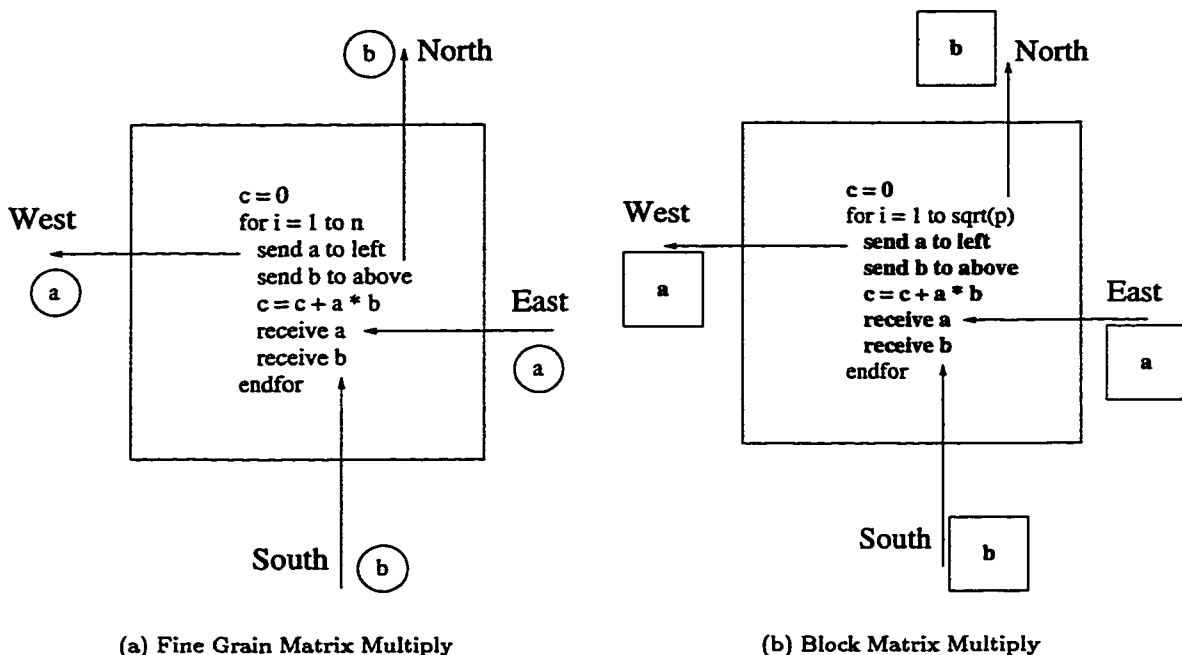 b
North
c = 0
for i = 1 to n
send a to left
send b to above
c = c + a * b
receive a
receive b
endfor
West
a
East
a
South
b
(a) Fine Grain Matrix Multiply
b
North
c = 0
for i = 1 to sqrt(p)
send a to left
send b to above
c = c + a * b
receive a
receive b
endfor
West
a
East
a
South
b
(b) Block Matrix Multiply